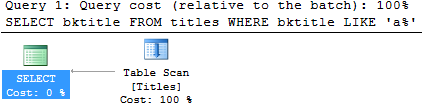 Query 1: Query cost (relative to the batch): 100%
SELECT bktitle FROM titles WHERE bktitle LIKE 'a%'
SELECT
Cost: 0 %
Table Scan
[Titles]
Cost: 100 %